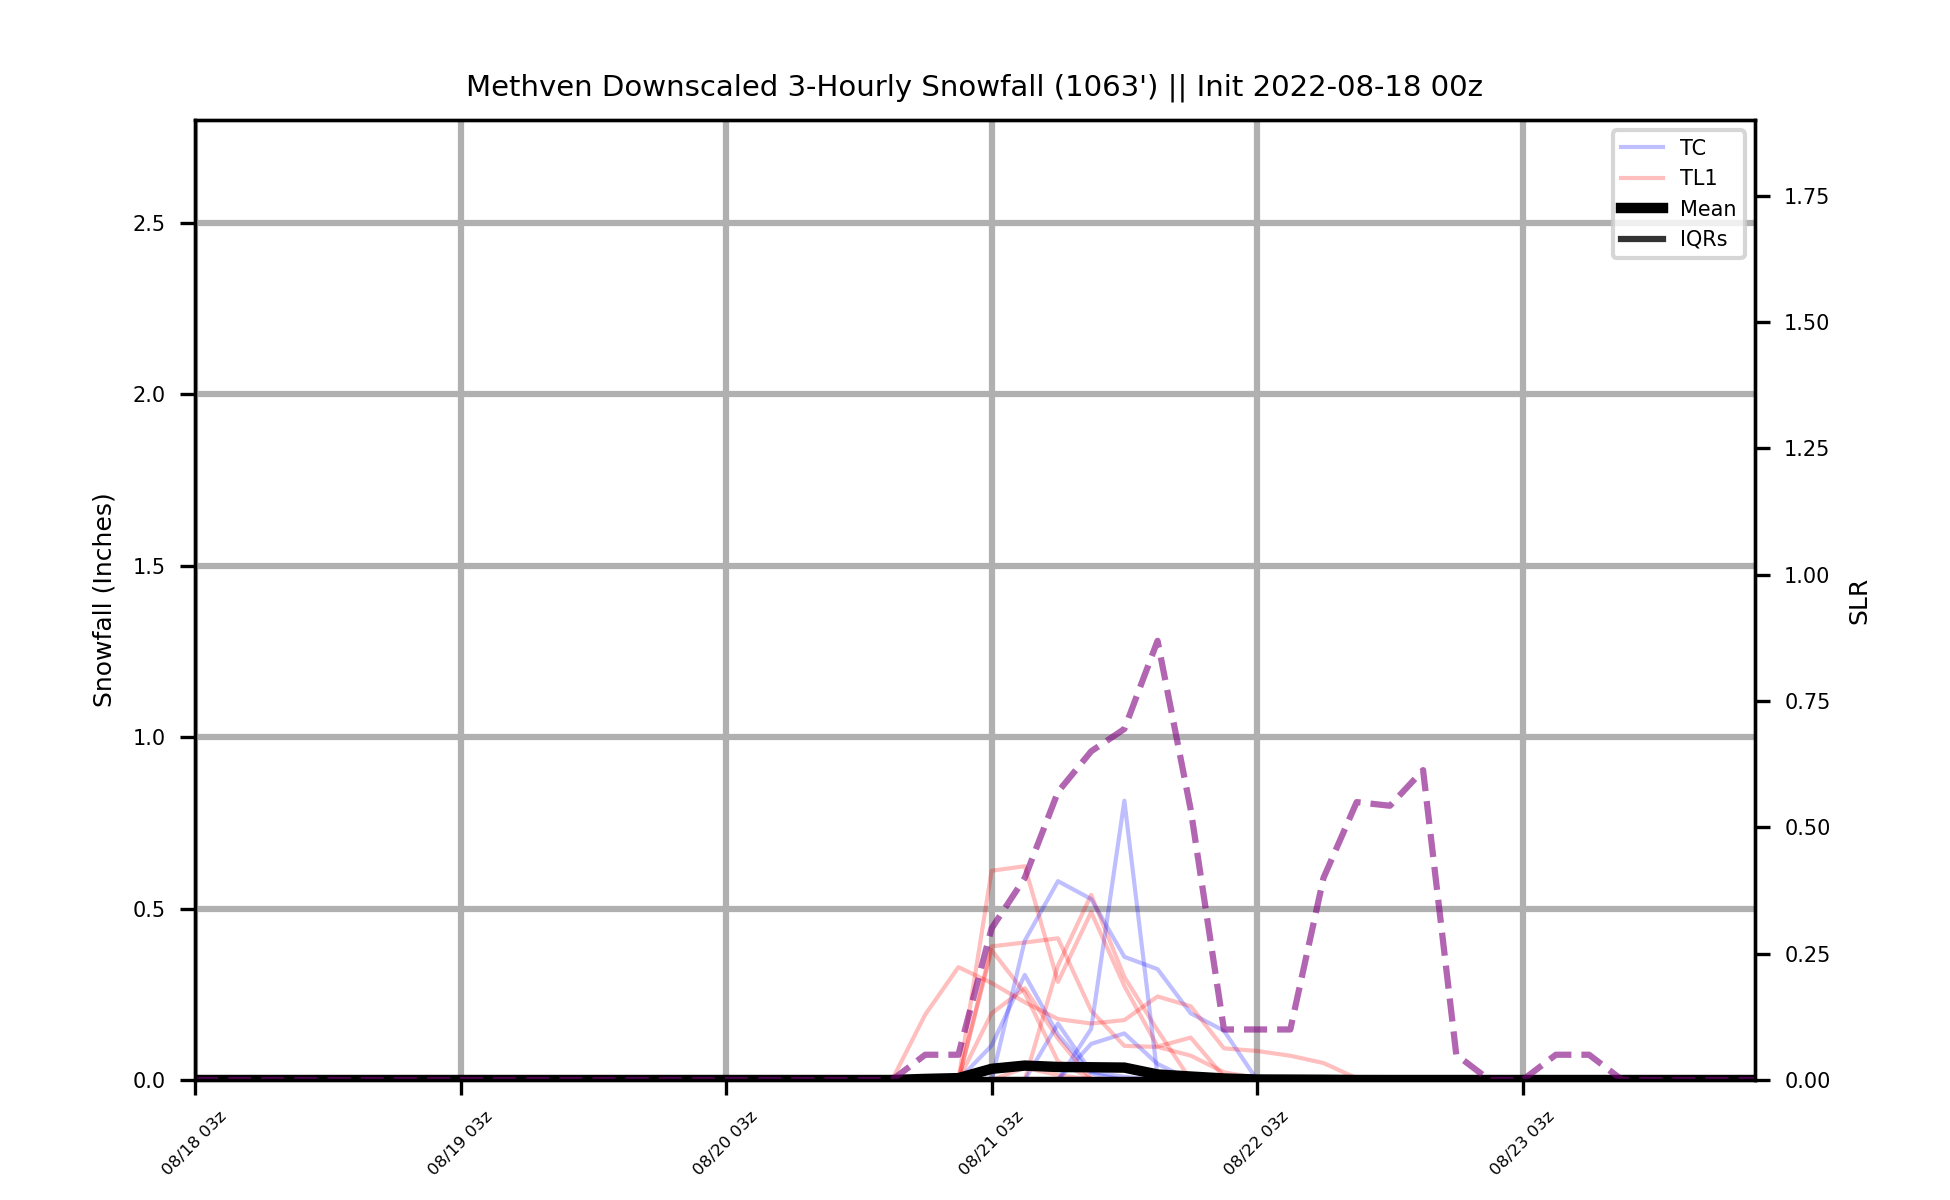 Methven Downscaled 3-Hourly Snowfall (1063') || Init 2022-08-18 00z
TC
TL1
Mean
IQRs
Snowfall (Inches)
2.5
2.0
1.5
1.0
0.5
0.0
1.75
1.50
1.25
1.00
0.75
0.50
0.25
0.00
SLR
08/18 03z
08/19 03z
08/20 03z
08/21 03z
08/22 03z
08/23 03z